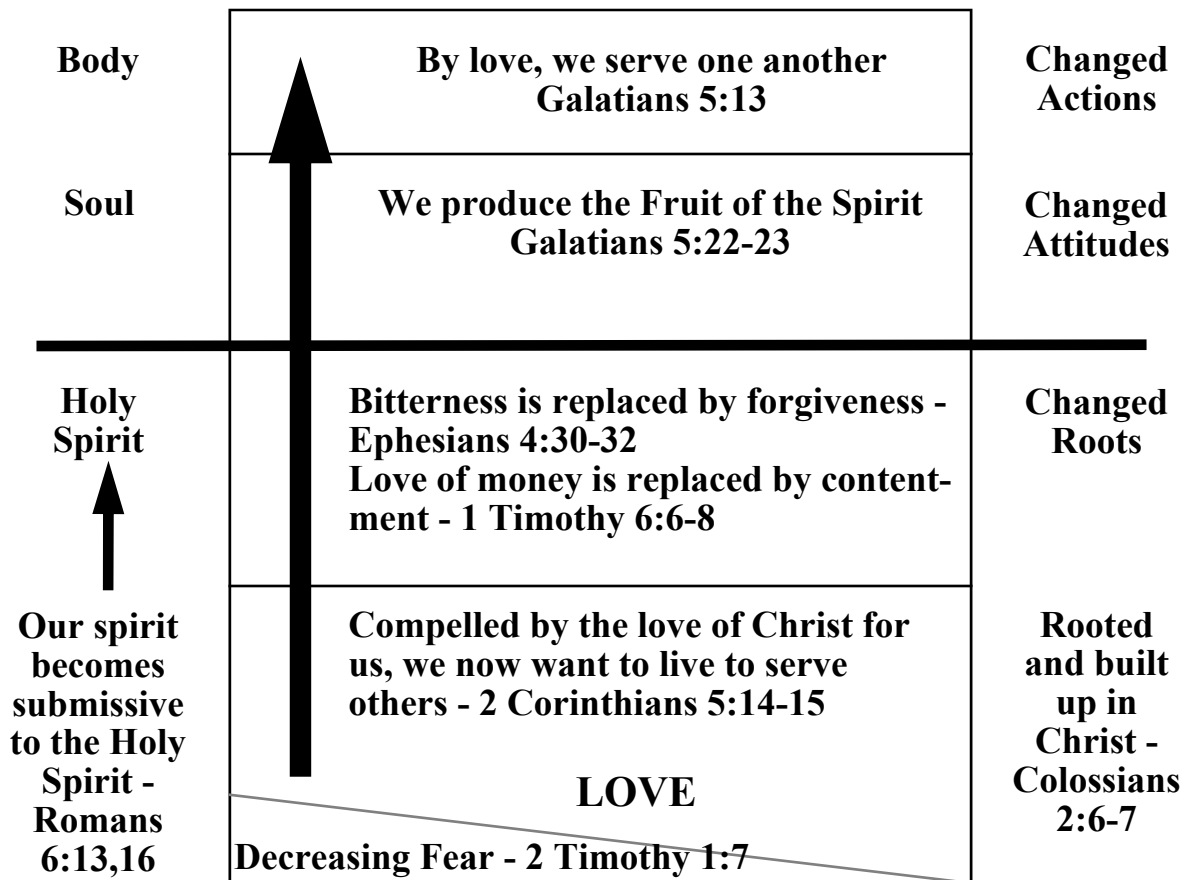 Body
By love, we serve one another
Galatians 5:13
Changed
Actions
Soul
We produce the Fruit of the Spirit
Galatians 5:22-23
Changed
Attitudes
Holy
Spirit
Bitterness is replaced by forgiveness -
Ephesians 4:30-32
Love of money is replaced by content-
ment - 1 Timothy 6:6-8
Changed
Roots
Our spirit
becomes
submissive
to the Holy
Spirit -
Romans
6:13,16
Compelled by the love of Christ for
us, we now want to live to serve
others - 2 Corinthians 5:14-15
LOVE
Decreasing Fear - 2 Timothy 1:7
Rooted
and built
up in
Christ -
Colossians
2:6-7